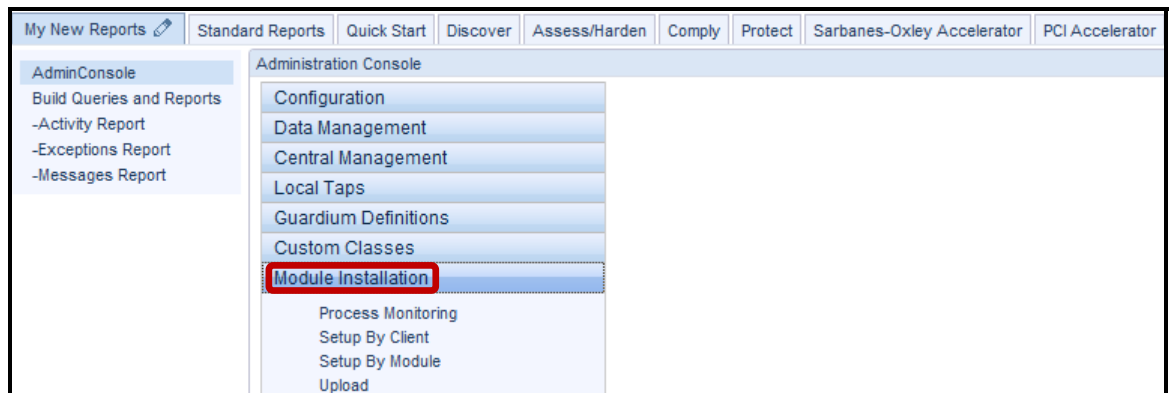 My New Reports Standard Reports Quick Start Discover Assess/Harden Comply Protect Sarbanes-Oxley Accelerator PCI Accelerator
AdminConsole
Build Queries and Reports
-Activity Report
-Exceptions Report
-Messages Report
Administration Console
Configuration
Data Management
Central Management
Local Taps
Guardium Definitions
Custom Classes
Module Installation
Process Monitoring
Setup By Client
Setup By Module
Upload